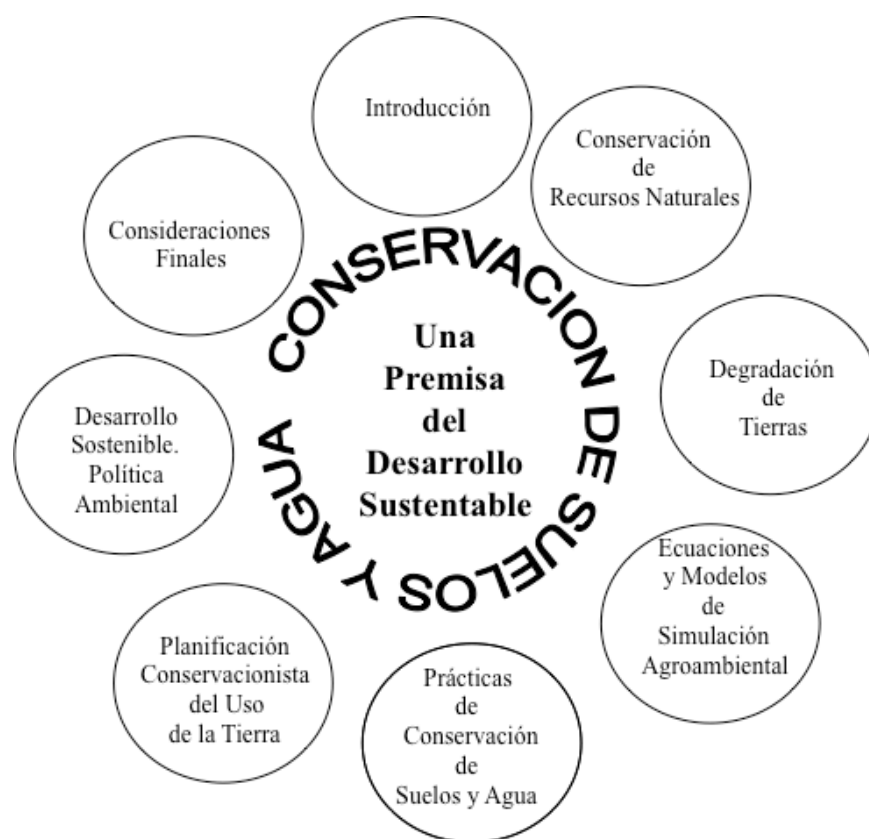 Introducción
Conservación
de
Recursos Naturales
Degradación
de
Tierras
Ecuaciones
y Modelos
de
Simulación
Agroambiental
Prácticas
de
Conservación
de
Suelos y Agua
Planificación
Conservacionista
del Uso
de la Tierra
Desarrollo
Sostenible.
Política
Ambiental
Consideraciones
Finales
CONSERVACION DE SUELOS Y AGUA
Una
Premisa
del
Desarrollo
Sustentable